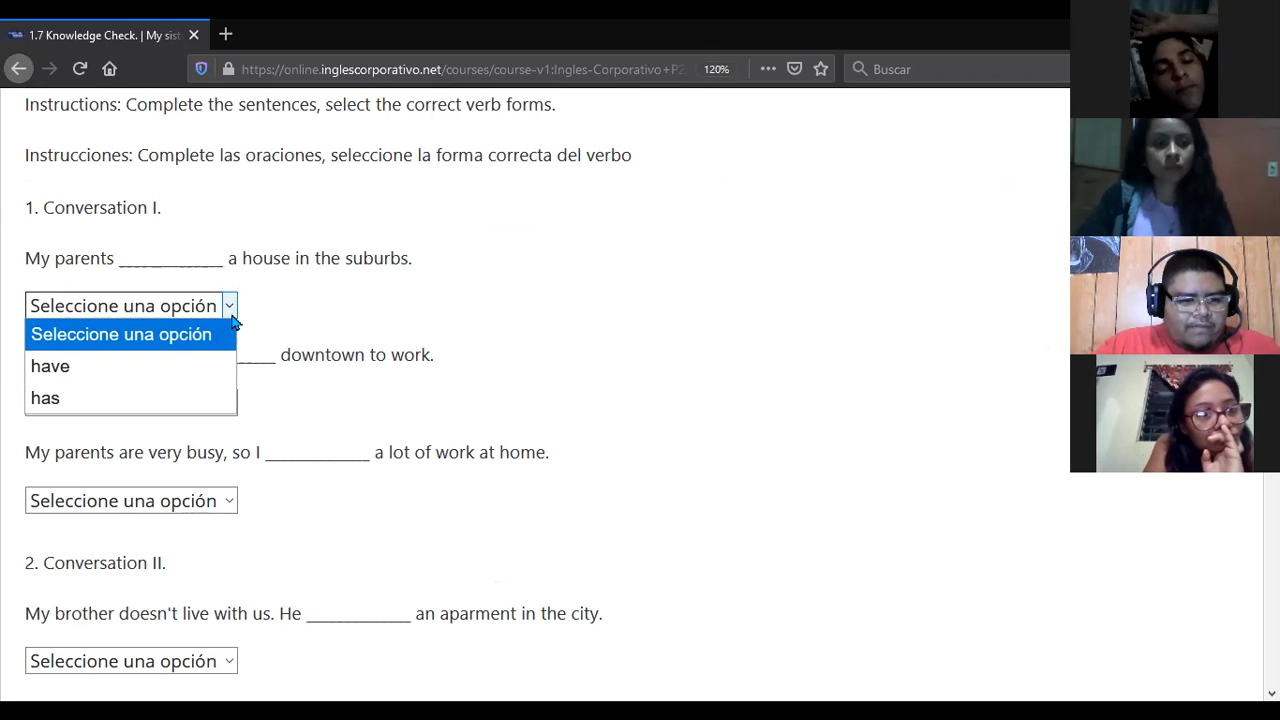 1.7 Knowledge Check. | My sist
https://online.inglescorporativo.net/courses/course-v1:Ingles-Corporativo+P2
120%
Buscar
Instructions: Complete the sentences, select the correct verb forms.
Instrucciones: Complete las oraciones, seleccione la forma correcta del verbo
1. Conversation I.
My parents ______________ a house in the suburbs.
Seleccione una opción
Seleccione una opción
have
has
_____ downtown to work.
My parents are very busy, so I ______________ a lot of work at home.
Seleccione una opción
2. Conversation II.
My brother doesn't live with us. He ______________ an aparment in the city.
Seleccione una opción